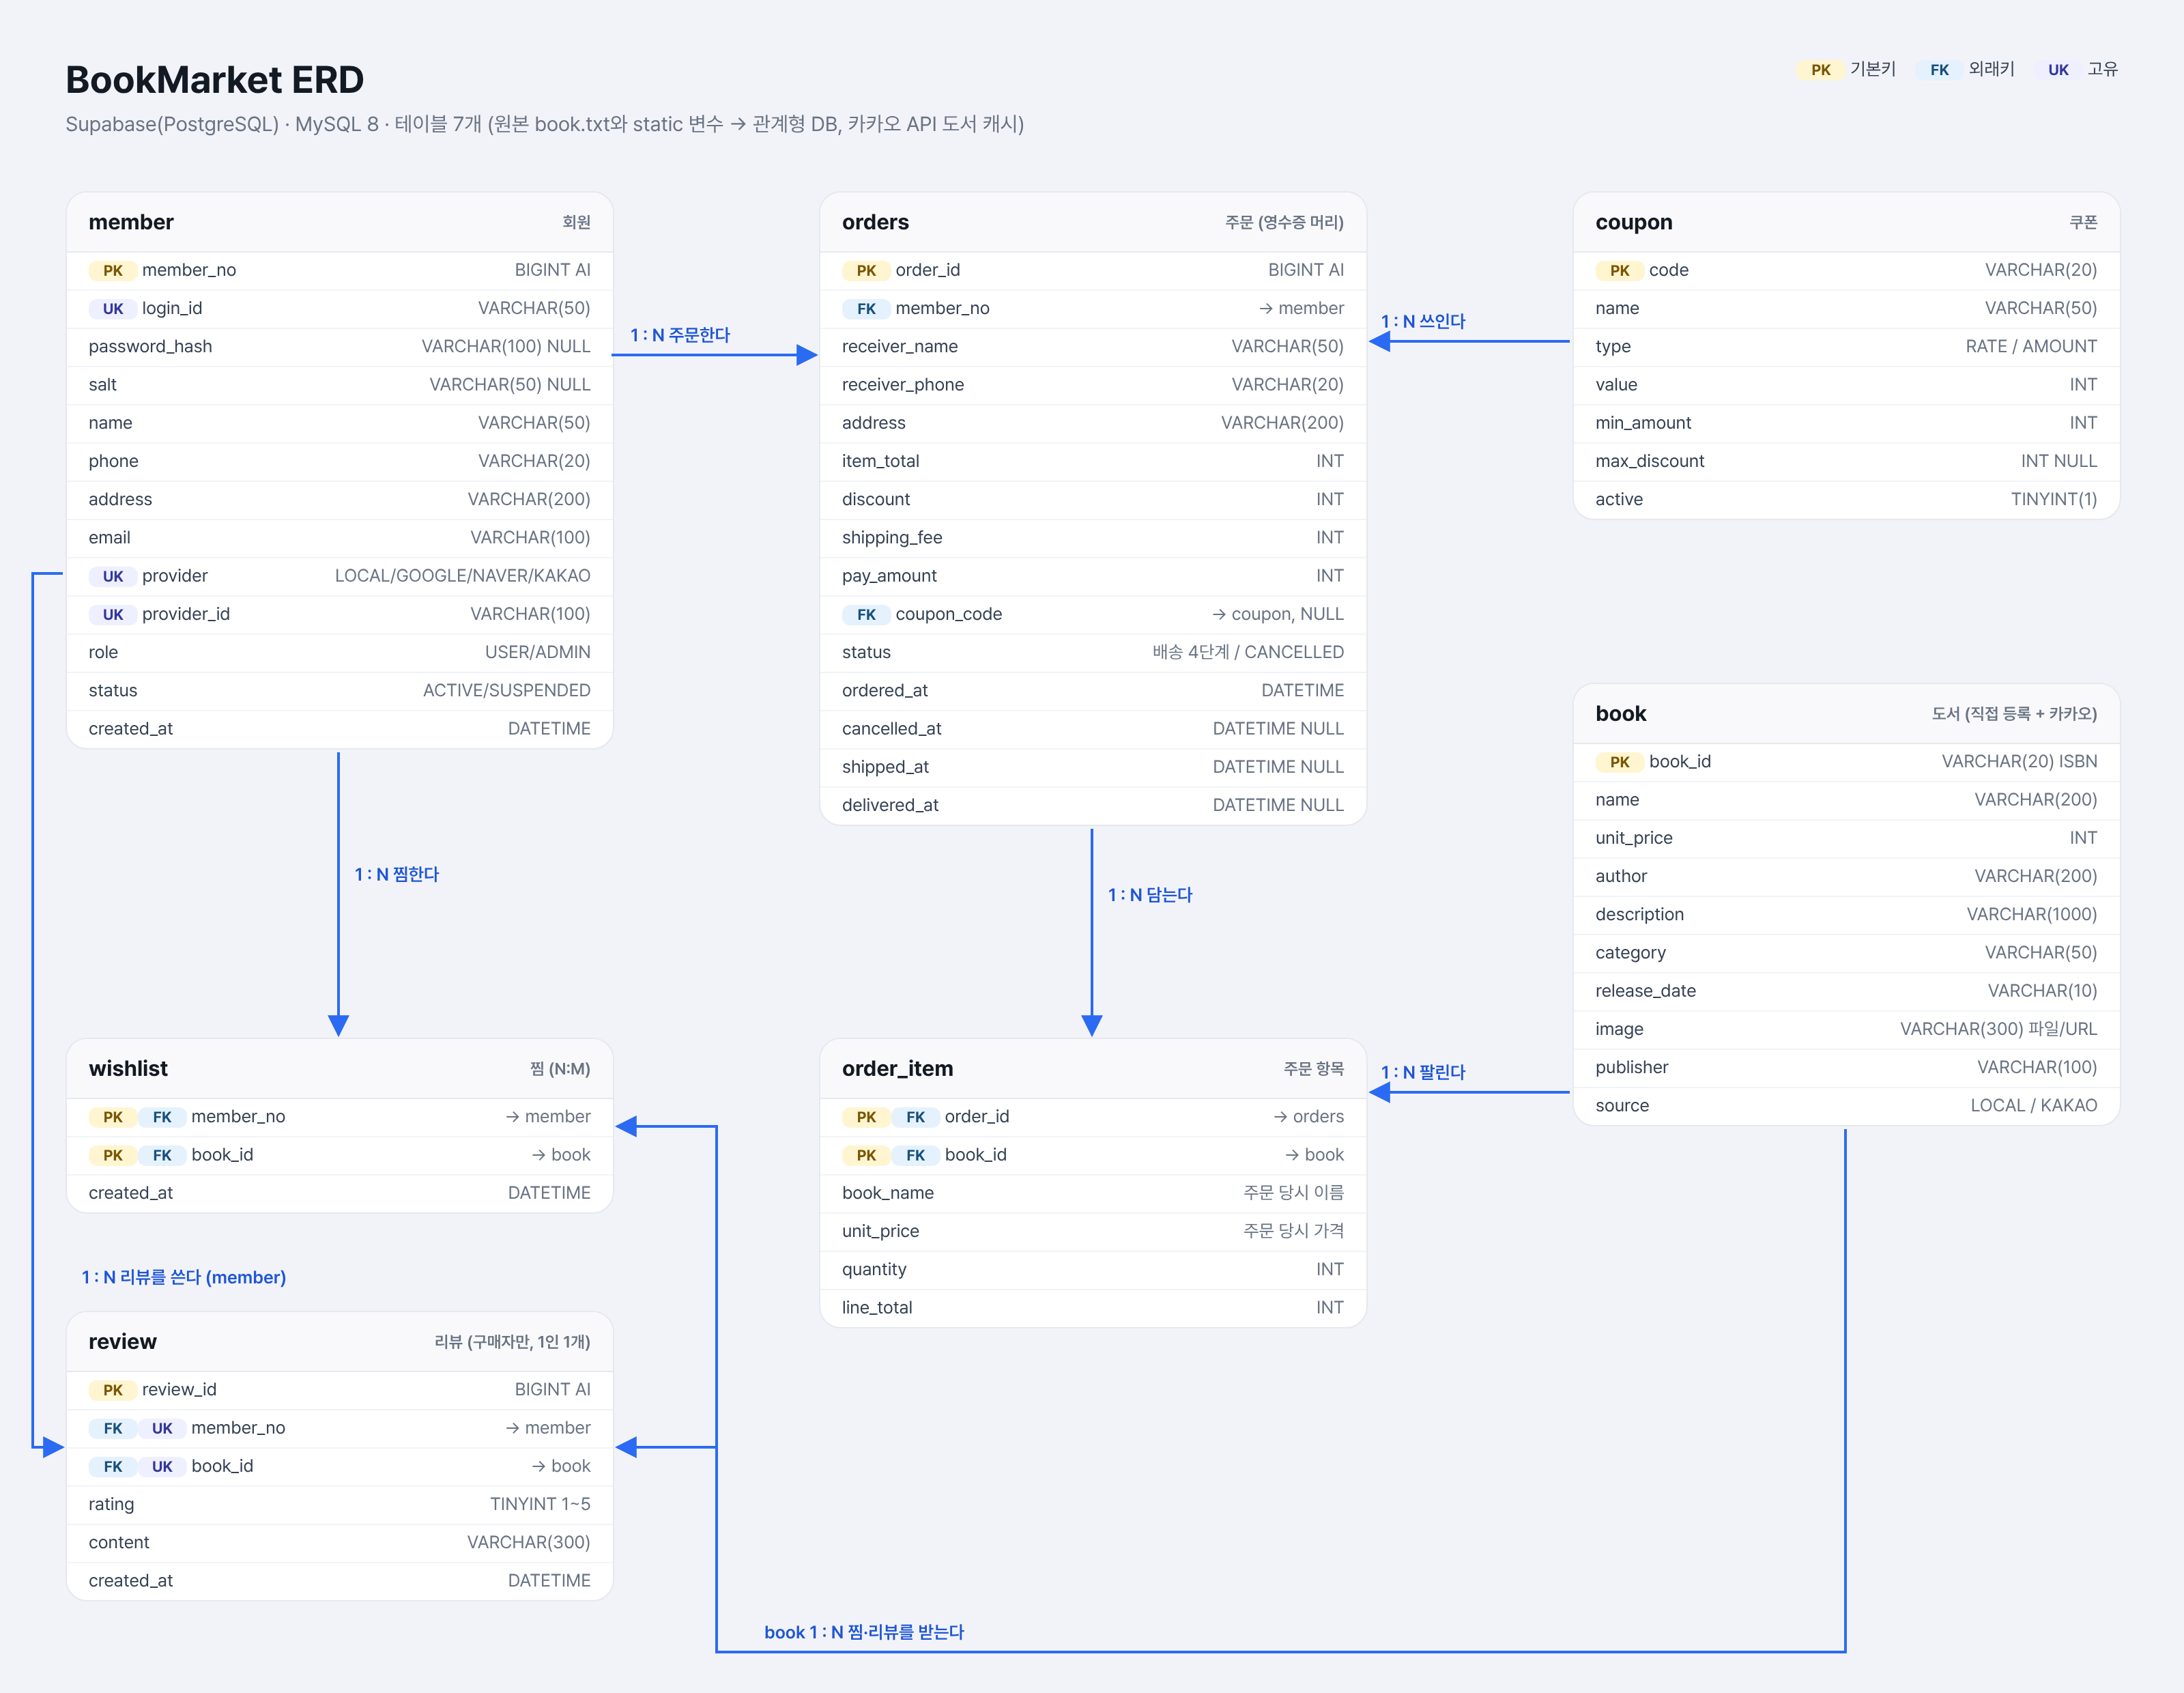 BookMarket ERD
PK 기본키 FK 외래키 UK 고유
Supabase(PostgreSQL) · MySQL 8 · 테이블 7개 (원본 book.txt와 static 변수 → 관계형 DB, 카카오 API 도서 캐시)
member 회원
PK member_no BIGINT AI
UK login_id VARCHAR(50)
password_hash VARCHAR(100) NULL
salt VARCHAR(50) NULL
name VARCHAR(50)
phone VARCHAR(20)
address VARCHAR(200)
email VARCHAR(100)
UK provider LOCAL/GOOGLE/NAVER/KAKAO
UK provider_id VARCHAR(100)
role USER/ADMIN
status ACTIVE/SUSPENDED
created_at DATETIME
1 : N 주문한다
orders 주문 (영수증 머리)
PK order_id BIGINT AI
FK member_no → member
receiver_name VARCHAR(50)
receiver_phone VARCHAR(20)
address VARCHAR(200)
item_total INT
discount INT
shipping_fee INT
pay_amount INT
FK coupon_code → coupon, NULL
status 배송 4단계 / CANCELLED
ordered_at DATETIME
cancelled_at DATETIME NULL
shipped_at DATETIME NULL
delivered_at DATETIME NULL
1 : N 쓰인다
coupon 쿠폰
PK code VARCHAR(20)
name VARCHAR(50)
type RATE / AMOUNT
value INT
min_amount INT
max_discount INT NULL
active TINYINT(1)
book 도서 (직접 등록 + 카카오)
PK book_id VARCHAR(20) ISBN
name VARCHAR(200)
unit_price INT
author VARCHAR(200)
description VARCHAR(1000)
category VARCHAR(50)
release_date VARCHAR(10)
image VARCHAR(300) 파일/URL
publisher VARCHAR(100)
source LOCAL / KAKAO
1 : N 찜한다
1 : N 담는다
1 : N 팔린다
wishlist 찜 (N:M)
PK FK member_no → member
PK FK book_id → book
created_at DATETIME
order_item 주문 항목
PK FK order_id → orders
PK FK book_id → book
book_name 주문 당시 이름
unit_price 주문 당시 가격
quantity INT
line_total INT
1 : N 리뷰를 쓴다 (member)
review 리뷰 (구매자만, 1인 1개)
PK review_id BIGINT AI
FK UK member_no → member
FK UK book_id → book
rating TINYINT 1~5
content VARCHAR(300)
created_at DATETIME
book 1 : N 찜·리뷰를 받는다